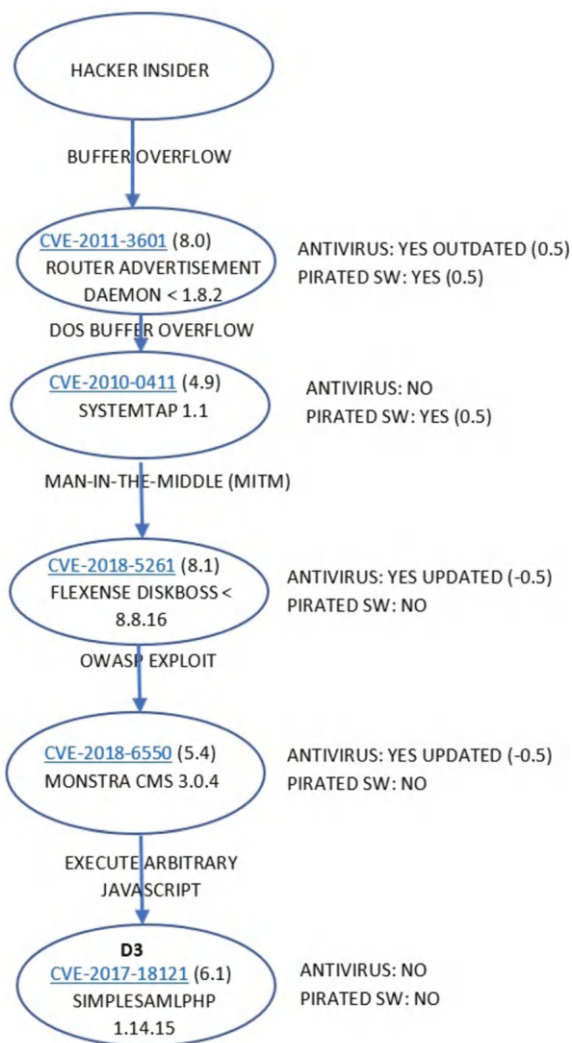 HACKER INSIDER
BUFFER OVERFLOW
CVE-2011-3601 (8.0)
ROUTER ADVERTISEMENT
DAEMON < 1.8.2
ANTIVIRUS: YES OUTDATED (0.5)
PIRATED SW: YES (0.5)
DOS BUFFER OVERFLOW
CVE-2010-0411 (4.9)
SYSTEMTAP 1.1
ANTIVIRUS: NO
PIRATED SW: YES (0.5)
MAN-IN-THE-MIDDLE (MITM)
CVE-2018-5261 (8.1)
FLEXENSE DISKBOSS <
8.8.16
ANTIVIRUS: YES UPDATED (-0.5)
PIRATED SW: NO
OWASP EXPLOIT
CVE-2018-6550 (5.4)
MONSTRA CMS 3.0.4
ANTIVIRUS: YES UPDATED (-0.5)
PIRATED SW: NO
EXECUTE ARBITRARY
JAVASCRIPT
D3
CVE-2017-18121 (6.1)
SIMPLESAMLPHP
1.14.15
ANTIVIRUS: NO
PIRATED SW: NO